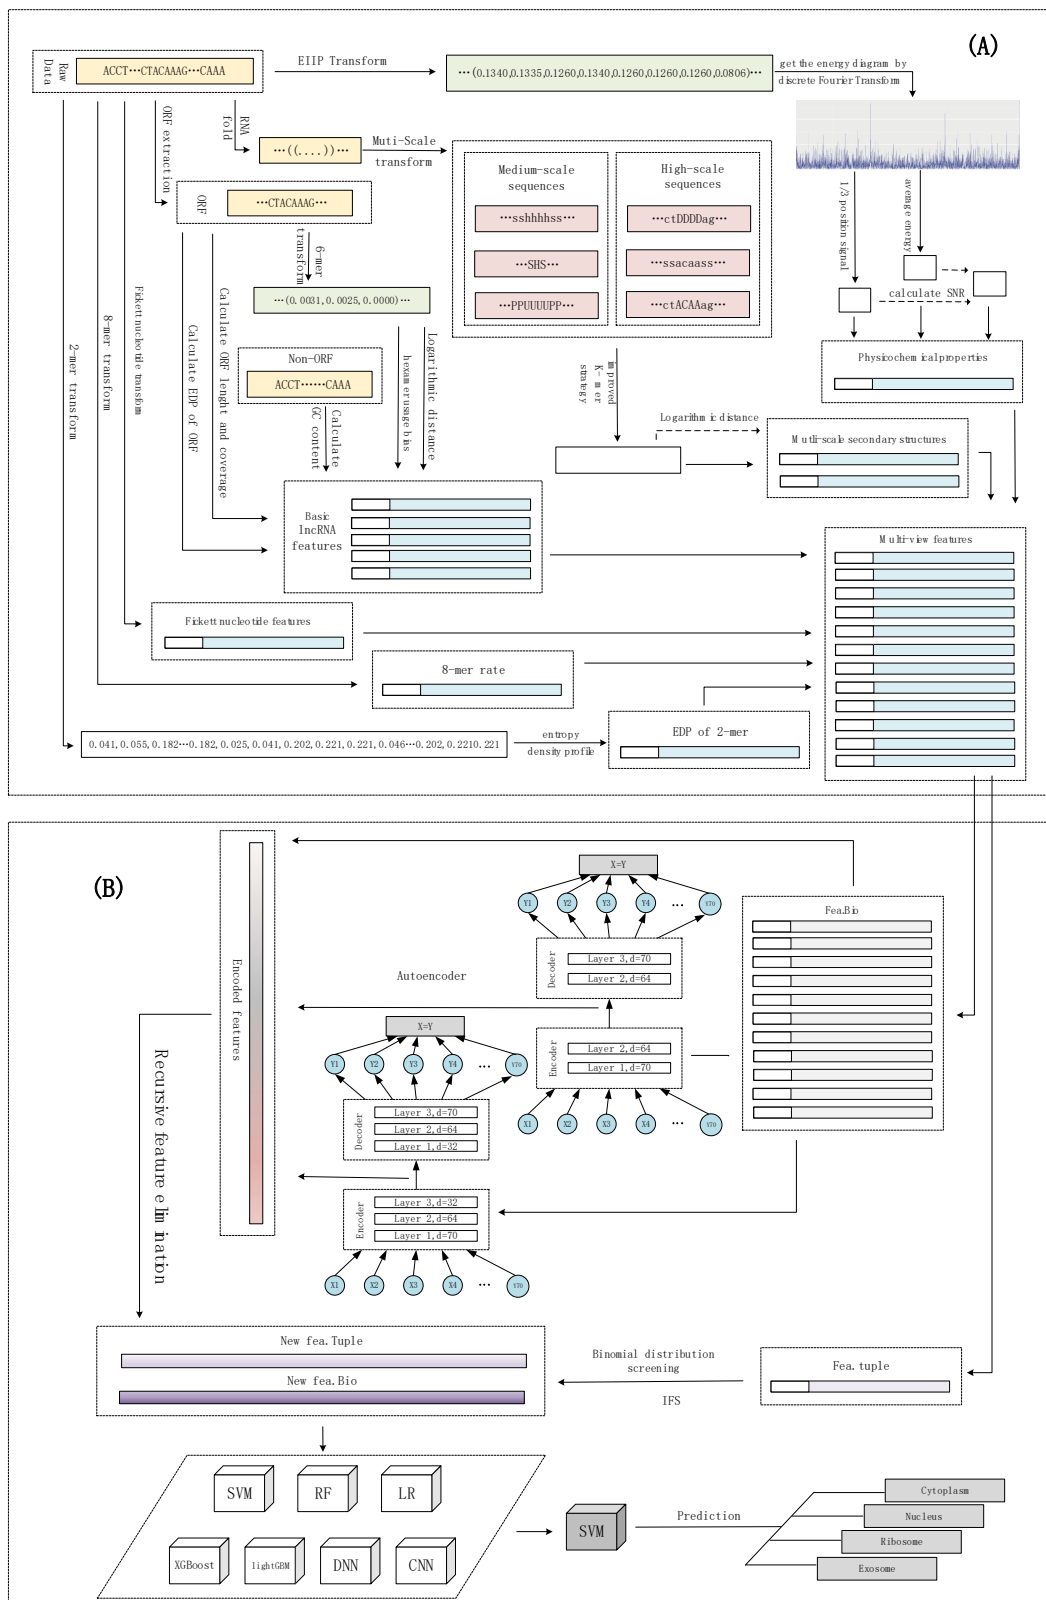 (A)
Raw
Data
ACCT···CTACAAAG···CAAA
EIIP Transform
···(0.1340,0.1335,0.1260,0.1340,0.1260,0.1260,0.1260,0.0806)···
get the energy diagram by
discrete Fourier Transform
ORF extraction
RNA
fold
···((....))···
Muti-Scale
transform
Medium-scale
sequences
···sshhhhss···
···SHS···
···PPUUUUPP···
High-scale
sequences
···ctDDDDag···
···ssacaass···
···ctACAAag···
1/3 position signal
average energy
calculate SNR
ORF
···CTACAAAG···
6-mer
transform
···(0.0031,0.0025,0.0000)···
Physicochemicalproperties
2-mer transform
8-mer transform
Fickett nucleotide transform
Calculate EDP of ORF
Calculate ORF lenght and coverage
Non-ORF
ACCT······CAAA
Calculate
GC content
hexamer usage bias
Logarithmic distance
improved
K-mer
strategy
Logarithmic distance
Mutli-scale secondary structures
Basic
lncRNA
features
Multi-view features
Fickett nucleotide features
8-mer rate
0.041,0.055,0.182···0.182,0.025,0.041,0.202,0.221,0.221,0.046···0.202,0.2210.221
entropy
density profile
EDP of 2-mer
(B)
Encoded features
Autoencoder
X=Y
Y1 Y2 Y3 Y4 ··· Y70
Decoder
Layer 3,d=70
Layer 2,d=64
Encoder
Layer 2,d=64
Layer 1,d=70
X1 X2 X3 X4 ··· Y70
Fea.Bio
X=Y
Y1 Y2 Y3 Y4 ··· Y70
Decoder
Layer 3,d=70
Layer 2,d=64
Layer 1,d=32
Encoder
Layer 3,d=32
Layer 2,d=64
Layer 1,d=70
X1 X2 X3 X4 ··· Y70
Recursive feature elimination
New fea.Tuple
New fea.Bio
Binomial distribution
screening
IFS
Fea.tuple
SVM
RF
LR
XGBoost
lightGBM
DNN
CNN
SVM
Prediction
Cytoplasm
Nucleus
Ribosome
Exosome